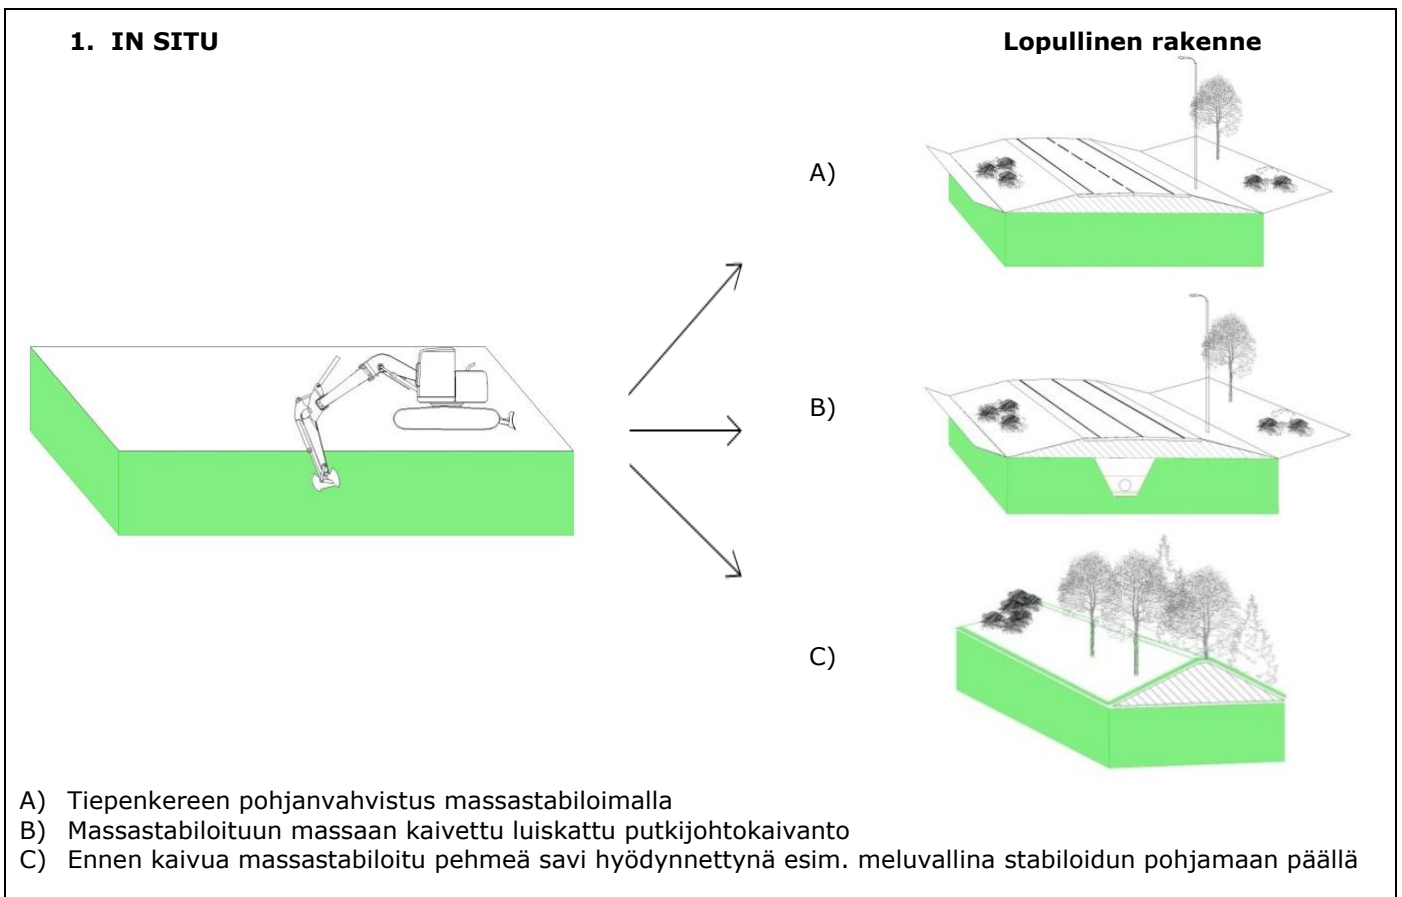 1. IN SITU
Lopullinen rakenne
A)
B)
C)
A) Tiepenkereen pohjanvahvistus massastabiloimalla
B) Massastabiloituun massaan kaivettu luiskattu putkijohtokaivanto
C) Ennen kaivua massastabiloitu pehmeä savi hyödynnettynä esim. meluvallina stabiloidun pohjamaan päällä